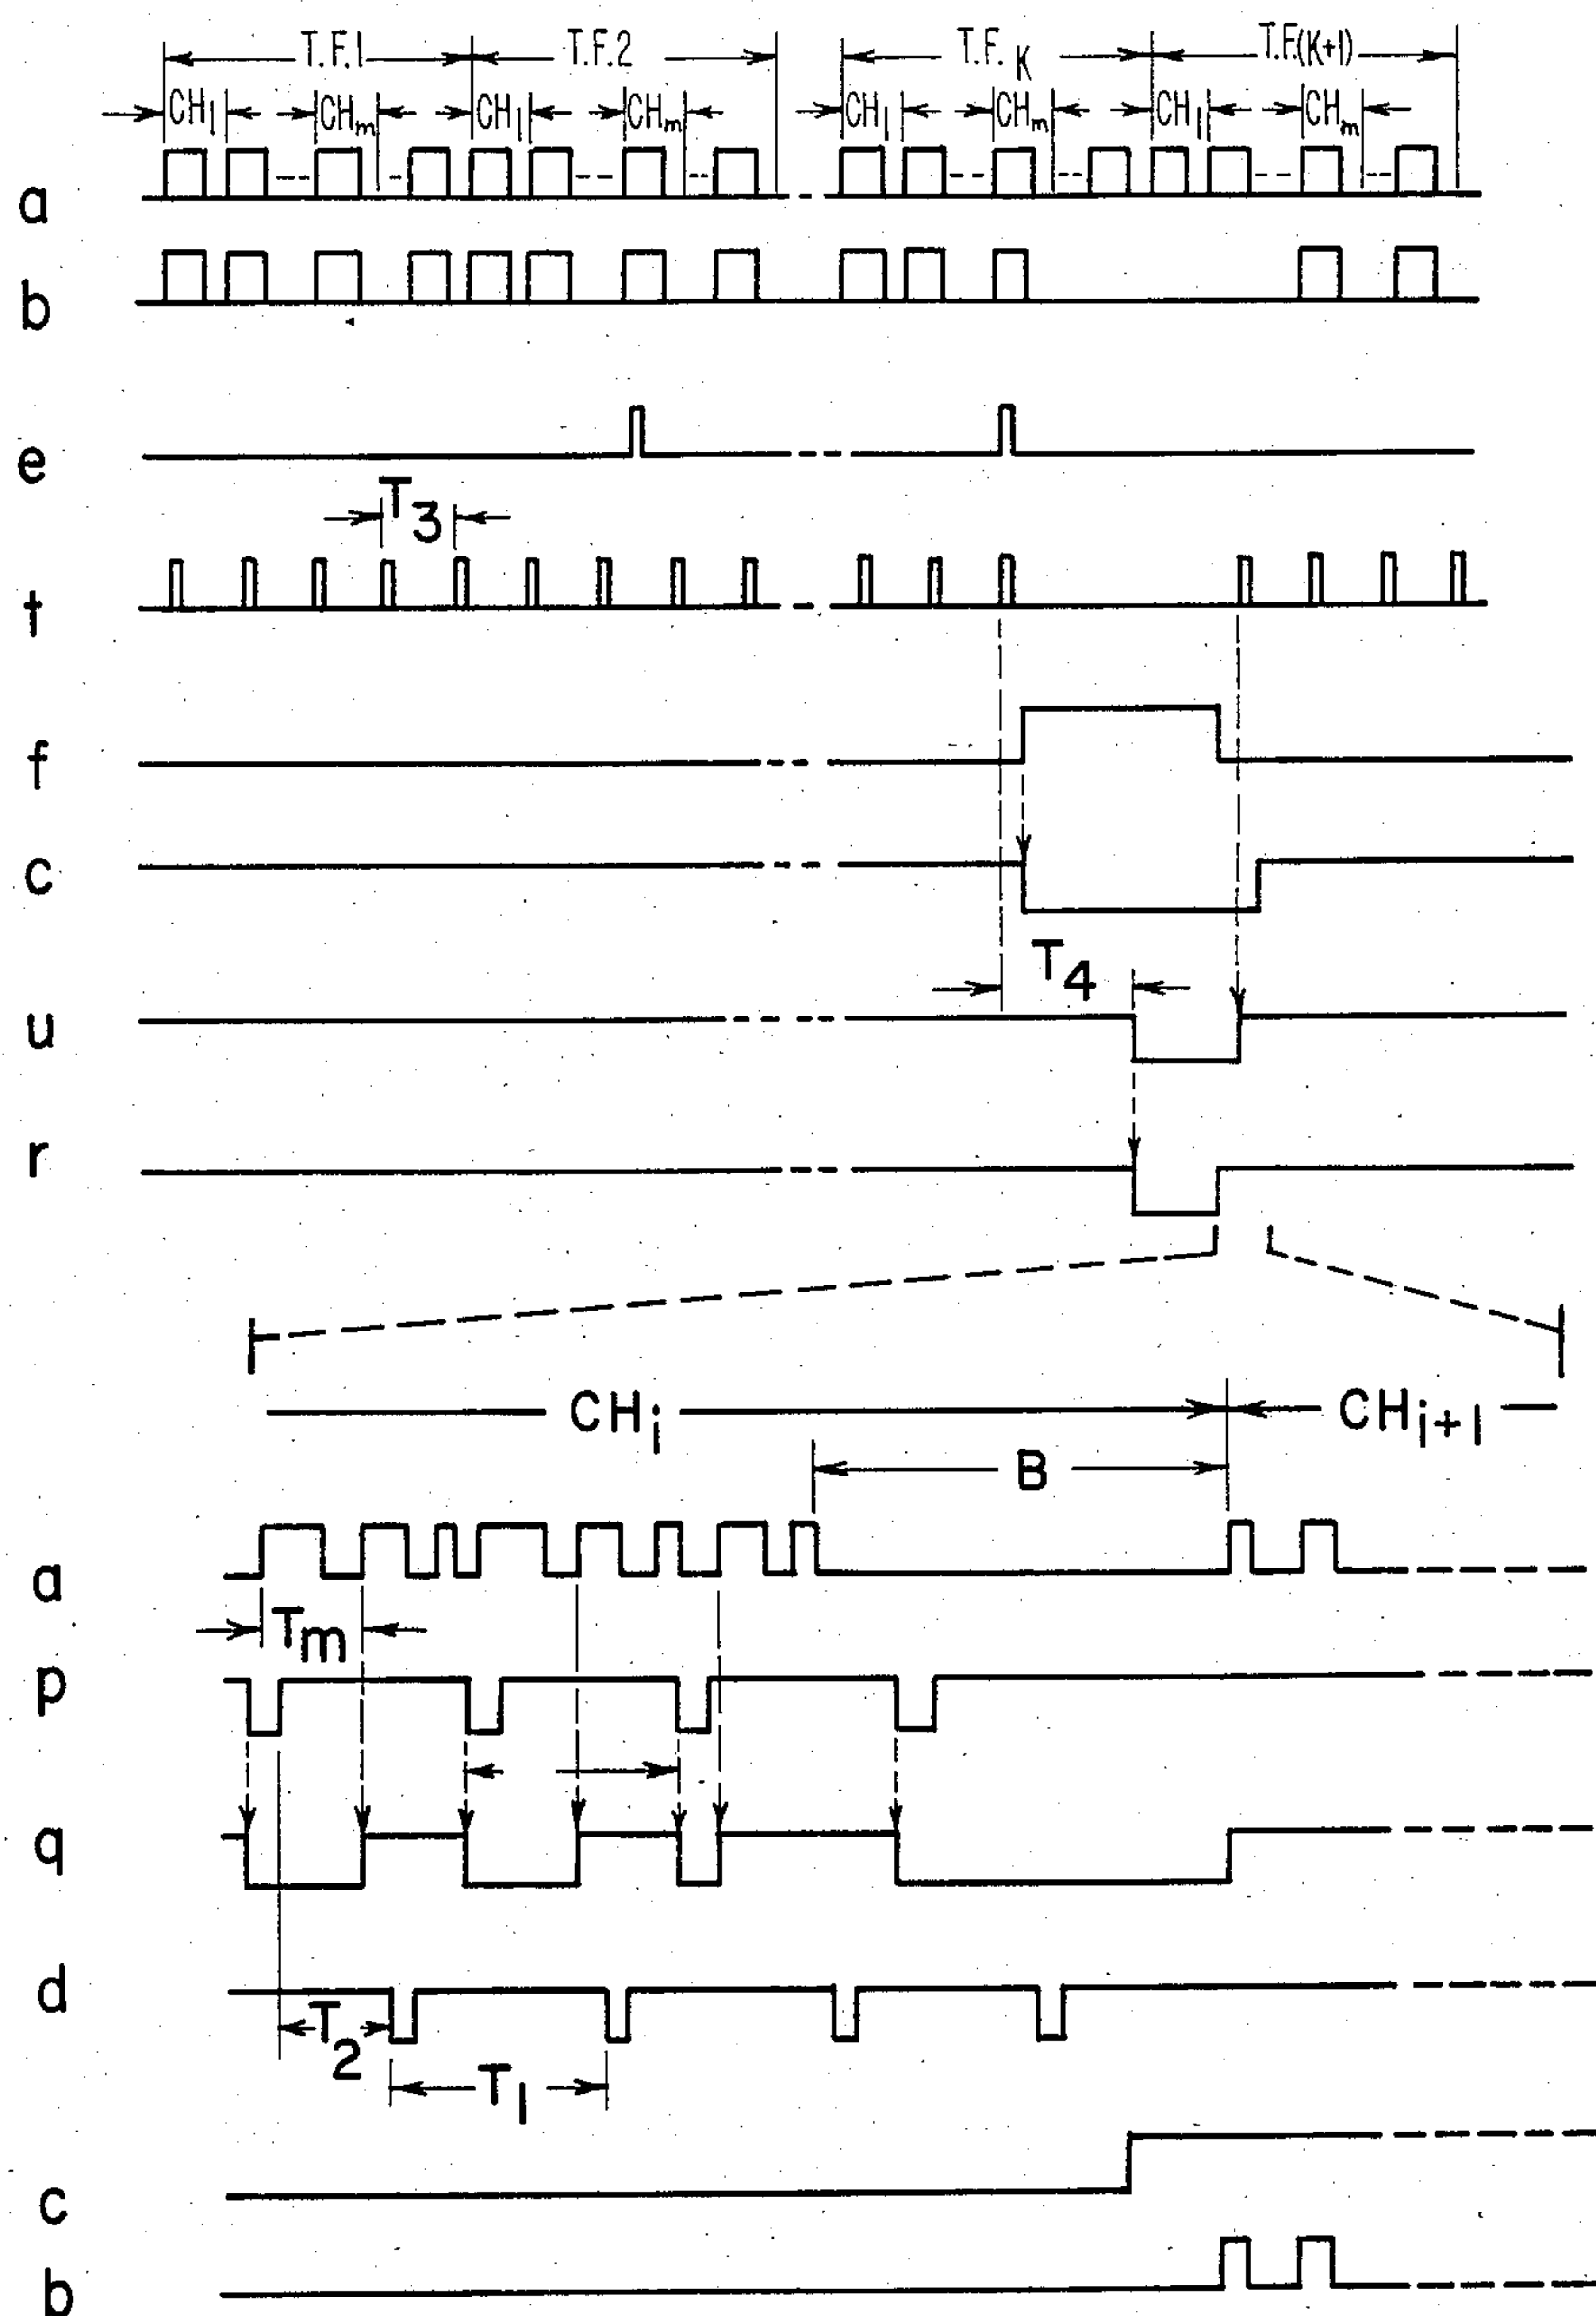 T.F.1 T.F.2 T.F.K T.F.(K+1)
CH1 CHm CH1 CHm CH1 CHm CH1 CHm
a
b
e
T3
t
f
c
T4
u
r
CHi CHi+1
B
a
Tm
p
q
d
T2
T1
c
b